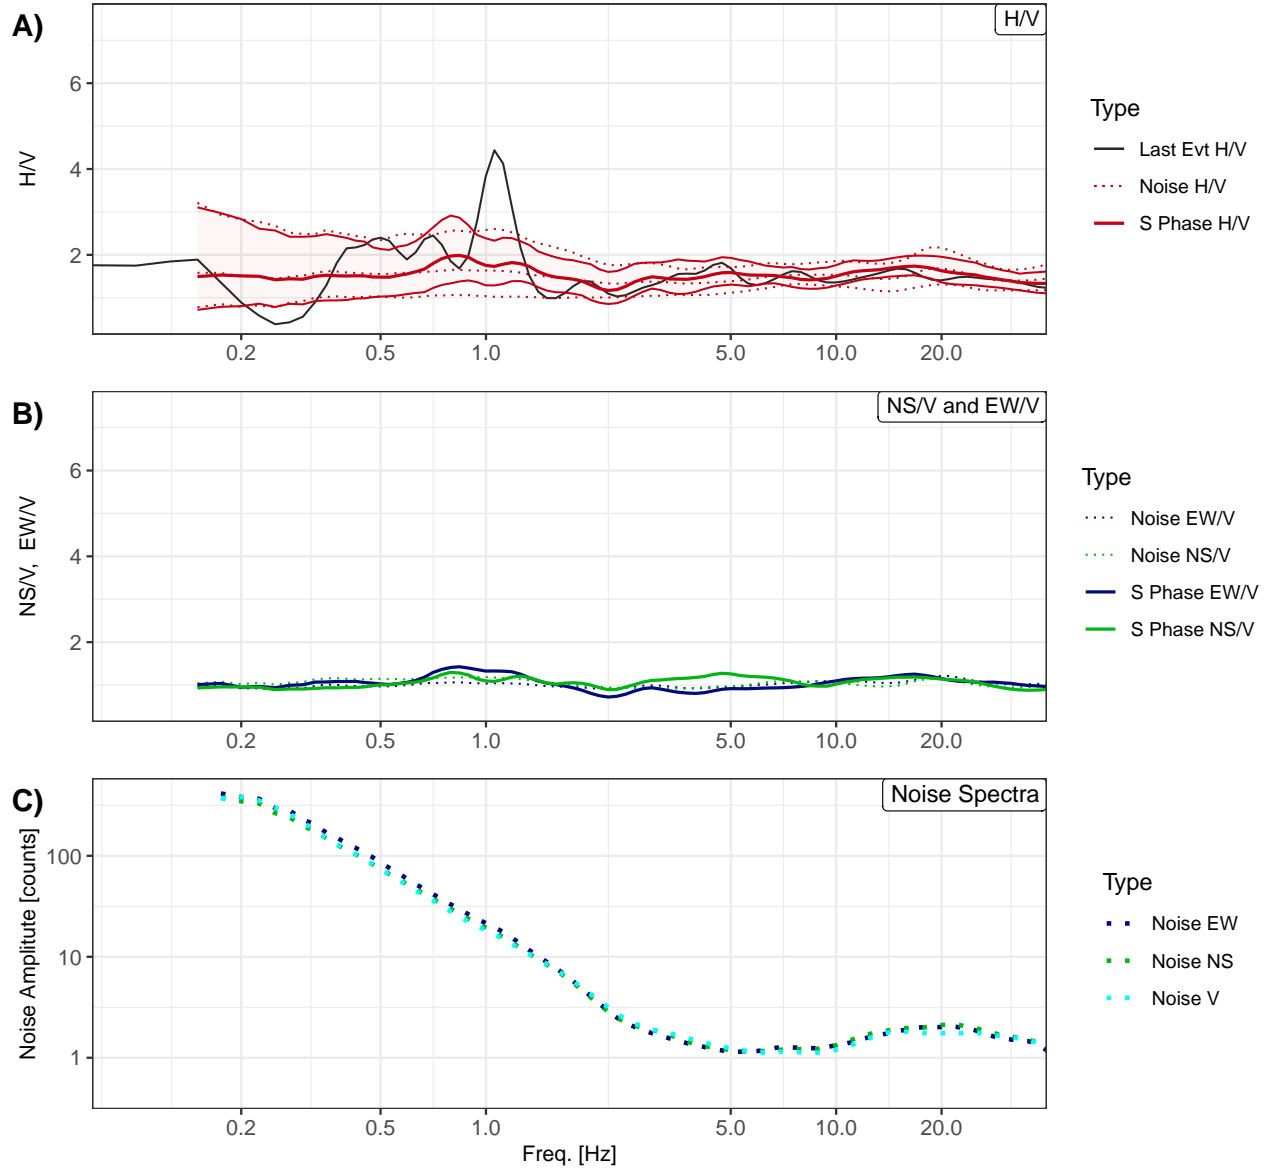 A)
H/V
6
4
2
H/V
0.2 0.5 1.0 5.0 10.0 20.0
Type
Last Evt H/V
Noise H/V
S Phase H/V
B)
NS/V and EW/V
6
4
2
NS/V, EW/V
0.2 0.5 1.0 5.0 10.0 20.0
Type
Noise EW/V
Noise NS/V
S Phase EW/V
S Phase NS/V
C)
Noise Spectra
100
10
1
Noise Amplitute [counts]
0.2 0.5 1.0 5.0 10.0 20.0
Freq. [Hz]
Type
Noise EW
Noise NS
Noise V